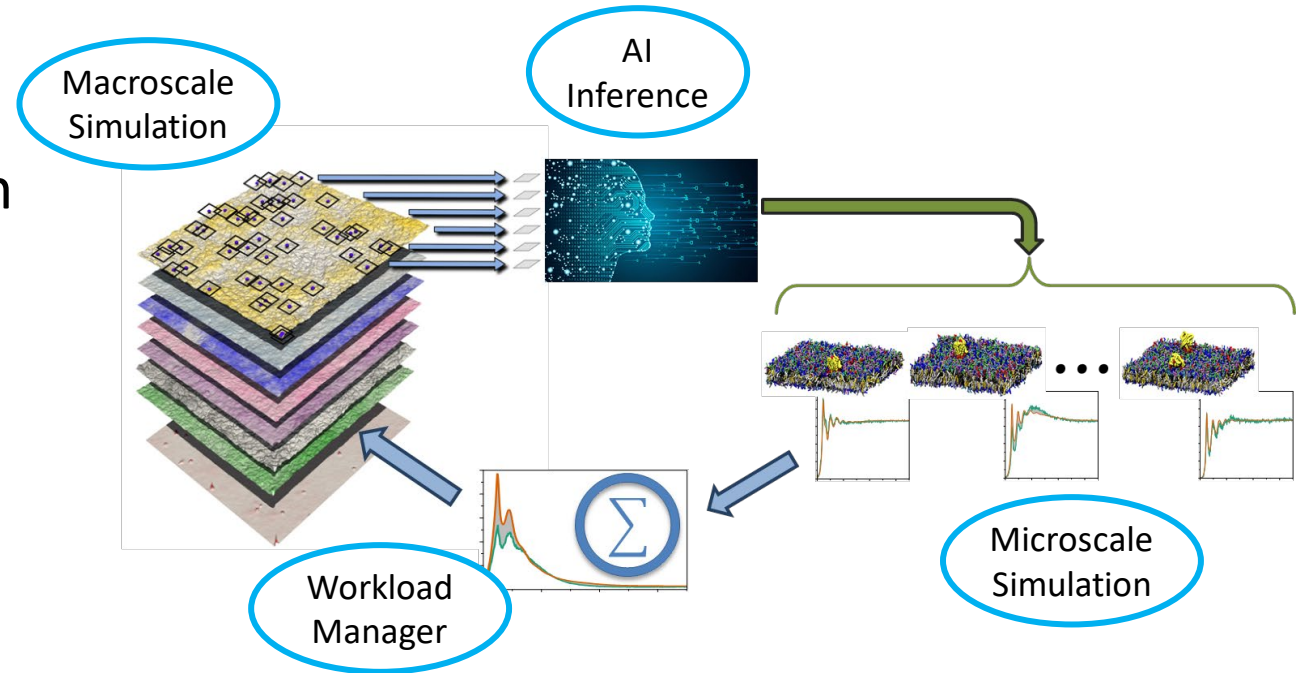 AI
Inference
Macroscale
Simulation
n
Σ
Microscale
Simulation
Workload
Manager